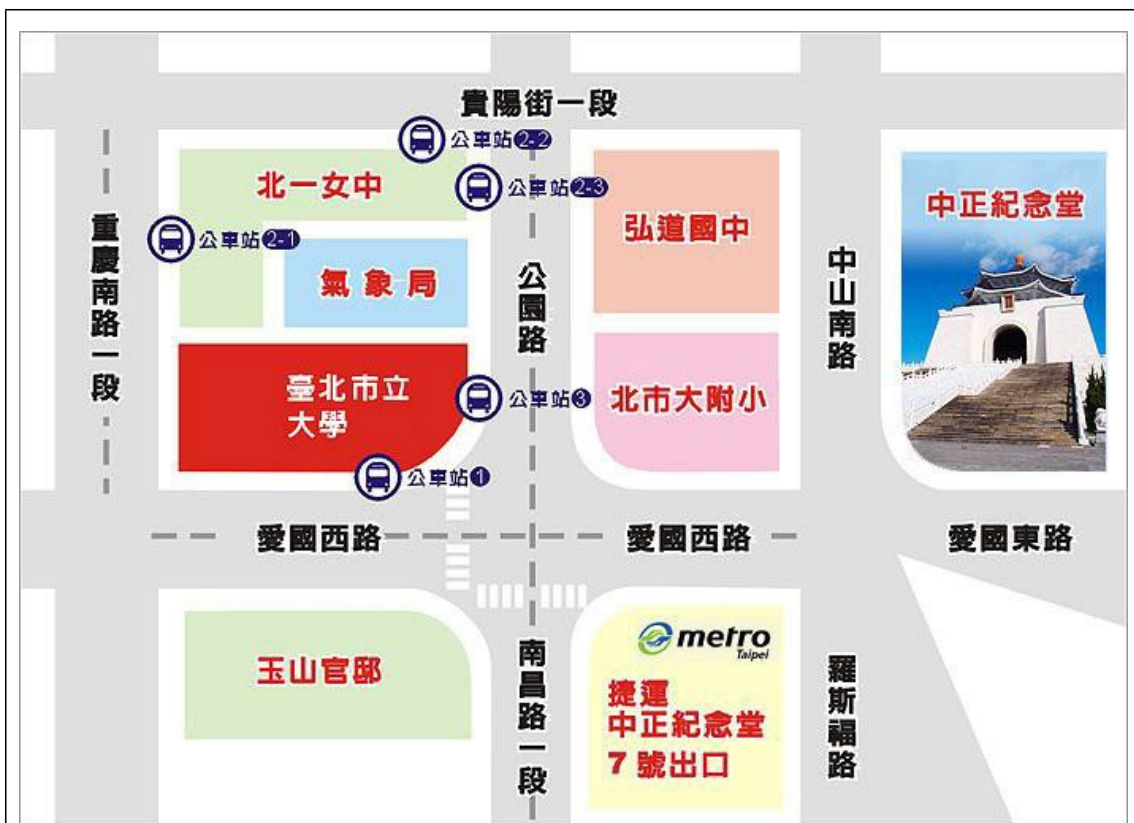 貴陽街一段
公車站2-2
北一女中
公車站2-3
中正紀念堂
弘道國中
公車站2-1
重慶南路一段
氣象局
公園路
中山南路
臺北市立
大學
公車站3
北市大附小
公車站1
愛國西路
愛國西路
愛國東路
metro
Taipei
玉山官邸
南昌路一段
捷運
中正紀念堂
7號出口
羅斯福路